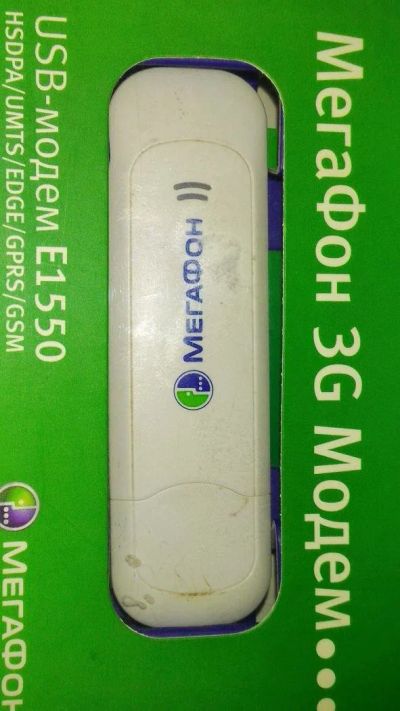 МегаФон 3G Модем...
МЕГАФОН
USB-модем E1550
HSDPA/UMTS/EDGE/GPRS/GSM
МЕГАФОН